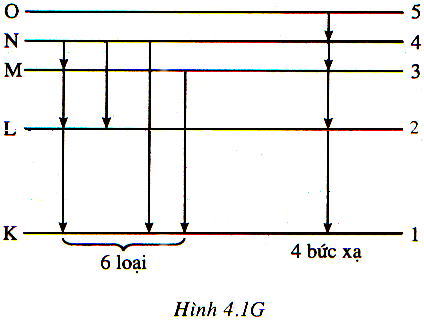 O 5
N 4
M 3
L 2
K 1
6 loại 4 bức xạ
Hình 4.1G